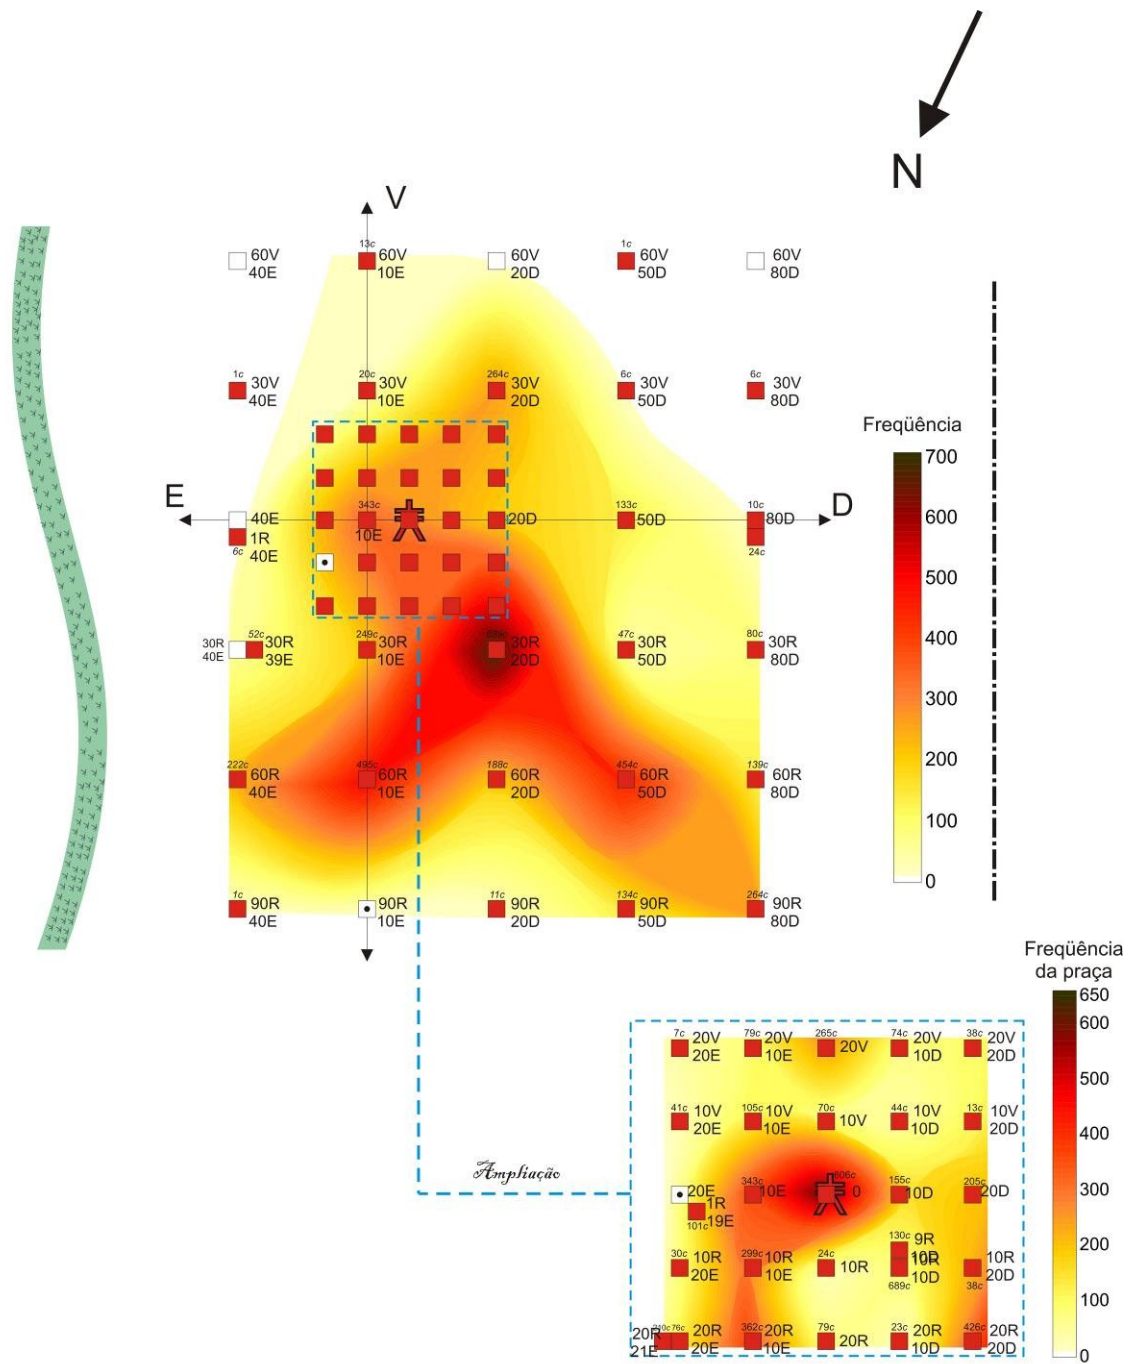 N
V
E
D
13c
1c
60V 60V 60V 60V 60V
40E 10E 20D 50D 80D
1c 20c 264c 6c 6c
30V 30V 30V 30V 30V
40E 10E 20D 50D 80D
343c 133c 10c
40E 20D 50D 80D
1R 10E
40E
6c 24c
52c 249c 47c 80c
30R 30R 30R 30R 30R 30R
40E 39E 10E 20D 50D 80D
222c 495c 188c 454c 139c
60R 60R 60R 60R 60R
40E 10E 20D 50D 80D
1c 11c 134c 264c
90R 90R 90R 90R 90R
40E 10E 20D 50D 80D
Freqüência
700
600
500
400
300
200
100
0
Ampliação
Freqüência
da praça
650
600
500
400
300
200
100
0
7c 79c 265c 74c 38c
20V 20V 20V 20V 20V
20E 10E 10D 20D
41c 105c 70c 44c 13c
10V 10V 10V 10V 10V
20E 10E 10D 20D
343c 606c 155c 205c
20E 10E 0 10D 20D
1R
19E
101c
130c 9R
10D
30c 299c 24c
10R 10R 10R 10R 10R
20E 10E 10D 20D
689c 38c
76c 362c 79c 23c 426c
20R 20R 20R 20R 20R 20R
21E 20E 10E 10D 20D